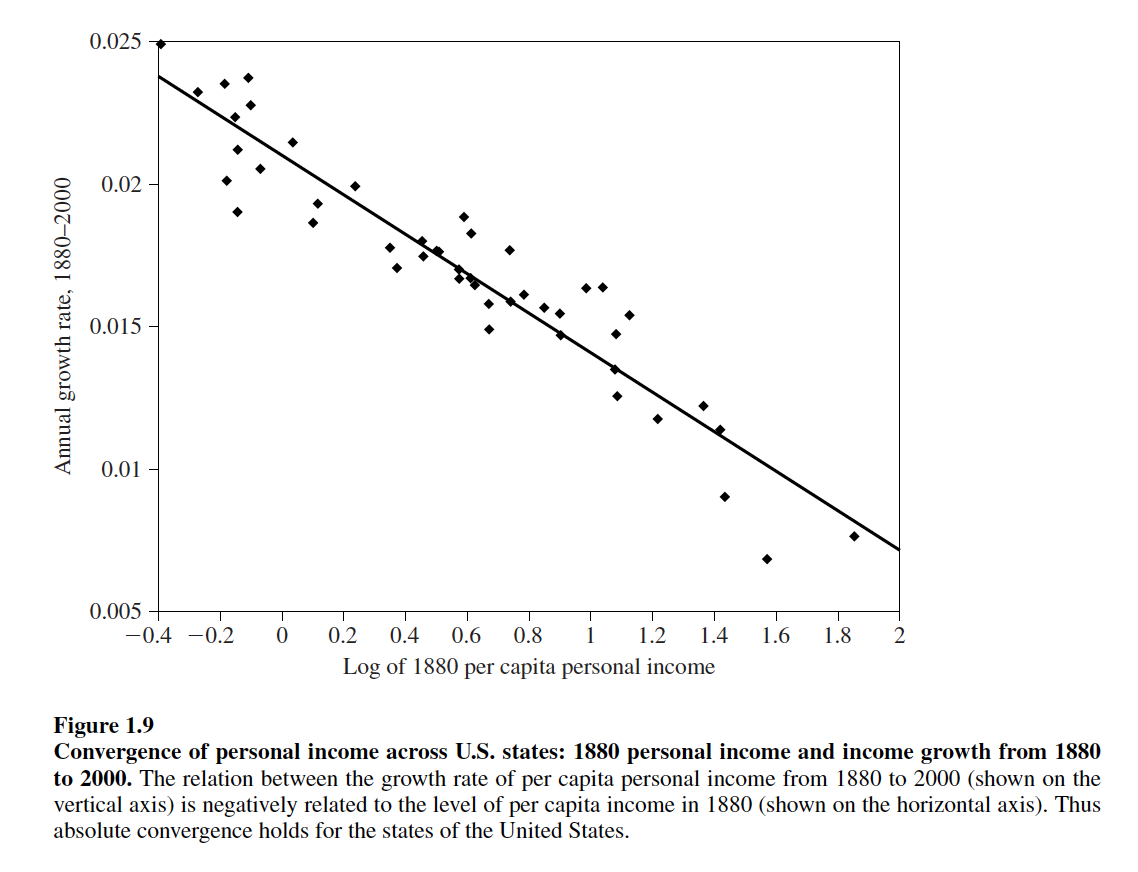 0.025
0.02
0.015
0.01
0.005
Annual growth rate, 1880–2000
−0.4 −0.2 0 0.2 0.4 0.6 0.8 1 1.2 1.4 1.6 1.8 2
Log of 1880 per capita personal income
Figure 1.9
Convergence of personal income across U.S. states: 1880 personal income and income growth from 1880
to 2000. The relation between the growth rate of per capita personal income from 1880 to 2000 (shown on the
vertical axis) is negatively related to the level of per capita income in 1880 (shown on the horizontal axis). Thus
absolute convergence holds for the states of the United States.